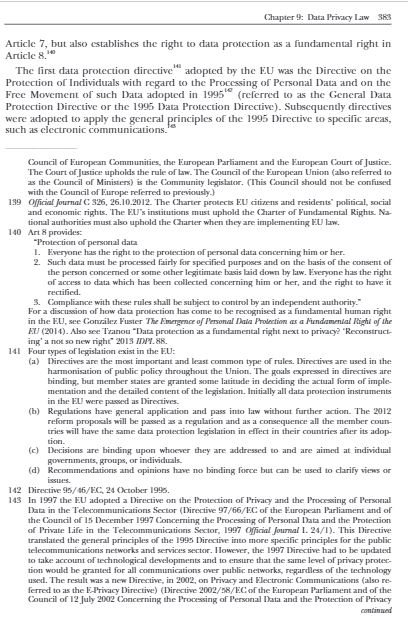 Chapter 9: Data Privacy Law 383
Article 7, but also establishes the right to data protection as a fundamental right in
Article 8.140
The first data protection directive141 adopted by the EU was the Directive on the
Protection of Individuals with regard to the Processing of Personal Data and on the
Free Movement of such Data adopted in 1995142 (referred to as the General Data
Protection Directive or the 1995 Data Protection Directive). Subsequently directives
were adopted to apply the general principles of the 1995 Directive to specific areas,
such as electronic communications.143
Council of European Communities, the European Parliament and the European Court of Justice.
The Court of Justice upholds the rule of law. The Council of the European Union (also referred to
as the Council of Ministers) is the Community legislator. (This Council should not be confused
with the Council of Europe referred to previously.)
139 Official Journal C 326, 26.10.2012. The Charter protects EU citizens and residents' political, social
and economic rights. The EU's institutions must uphold the Charter of Fundamental Rights. Na-
tional authorities must also uphold the Charter when are implementing EU law.
140 Art 8 provides:
"Protection of personal data
1. Everyone has the right to the protection of personal data concerning him or her.
2. Such data must be processed fairly for specified purposes and on the basis of the consent of
the person concerned or some other legitimate basis laid down by law. Everyone has the right
of access to data which has been collected concerning him or her, and the right to have it
rectified.
3. Compliance with these rules shall be subject to control by an independent authority."
For a discussion of how data protection has come to be recognised as a fundamental human right
in the EU, see González Fuster The Emergence of Personal Data Protection as a Fundamental Right of the
EU (2014). Also see Tzanou "Data protection as a fundamental right next to privacy? 'Reconstruct-
ing' a not so new right" 2013 IDPL 88.
141 Four types of legislation exist in the EU:
(a) Directives are the most important and least common type of rules. Directives are used in the
harmonisation of public policy throughout the Union. The goals expressed in directives are
binding, but member states are granted some latitude in deciding the actual form of imple-
mentation and the detailed content of the legislation. Initially all data protection instruments
in the EU were passed as Directives.
(b) Regulations have general application and pass into law without further action. The 2012
reform proposals will be passed as a regulation and as a consequence all the member coun-
tries will have the same data protection legislation in effect in their countries after its adop-
tion.
(c) Decisions are binding upon whoever they are addressed to and are aimed at individual
governments, groups, or individuals.
(d) Recommendations and opinions have no binding force but can be used to clarify views or
issues.
142 Directive 95/46/EC, 24 October 1995.
143 In 1997 the EU adopted a Directive on the Protection of Privacy and the Processing of Personal
Data in the Telecommunications Sector (Directive 97/66/EC of the European Parliament and of
the Council of 15 December 1997 Concerning the Processing of Personal Data and the Protection
of Private Life in the Telecommunications Sector, 1997 Official Journal L 24/1). This Directive
translated the general principles of the 1995 Directive into more specific principles for the public
telecommunications networks and services sector. However, the 1997 Directive had to be updated
to take account of technological developments and to ensure that the same level of privacy protec-
tion would be granted for all communications over public networks, regardless of the technology
used. The result was a new Directive, in 2002, on Privacy and Electronic Communications (also re-
ferred to as the E-Privacy Directive) (Directive 2002/58/EC of the European Parliament and of the
Council of 12 July 2002 Concerning the Processing of Personal Data and the Protection of Privacy
continued